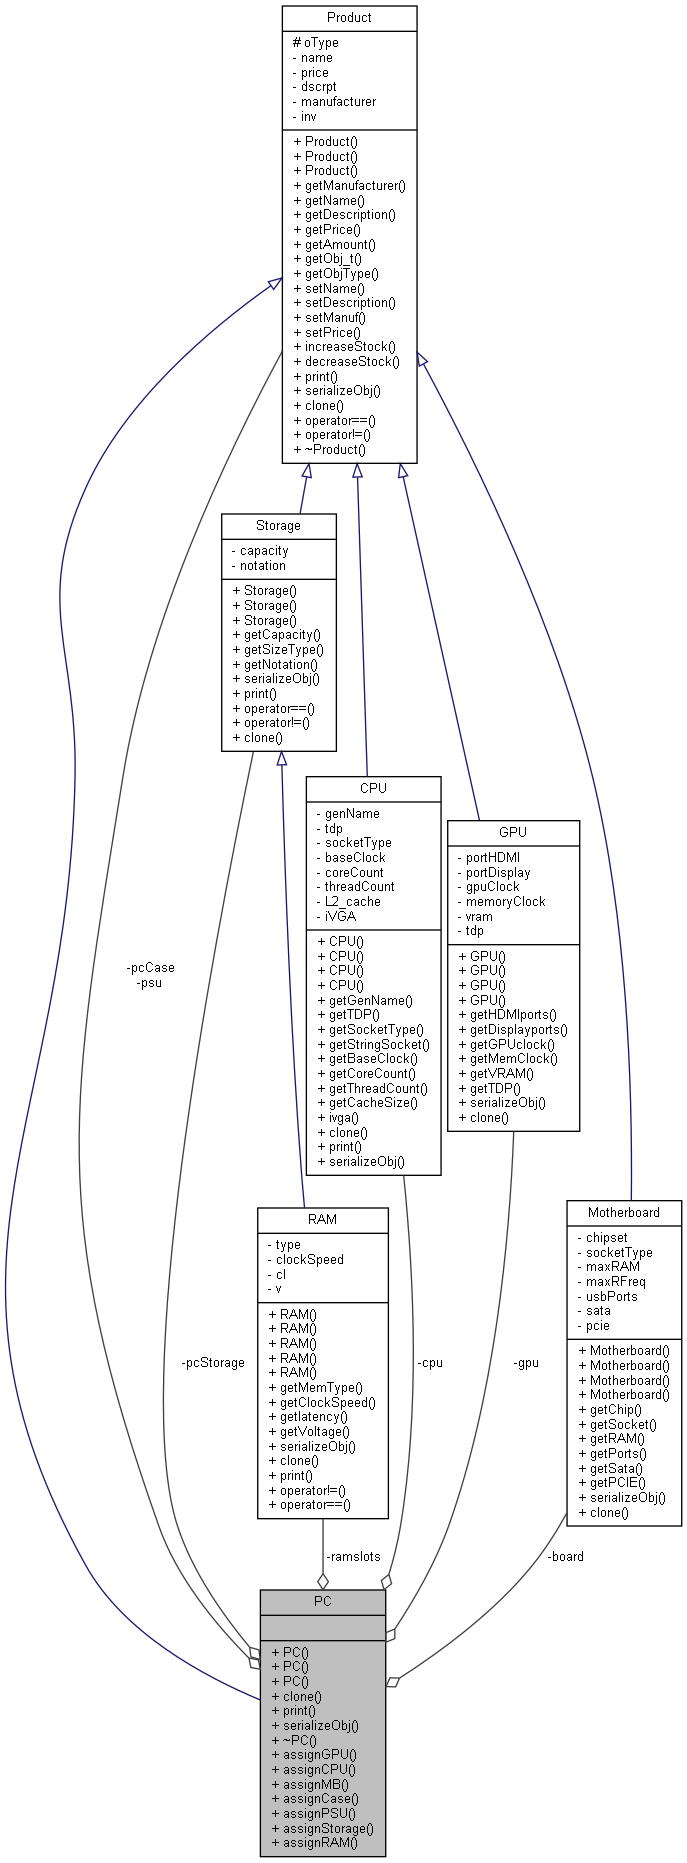 Product
# oType
- name
- price
- dscrpt
- manufacturer
- inv
+ Product()
+ Product()
+ Product()
+ getManufacturer()
+ getName()
+ getDescription()
+ getPrice()
+ getAmount()
+ getObj_t()
+ getObjType()
+ setName()
+ setDescription()
+ setManuf()
+ setPrice()
+ increaseStock()
+ decreaseStock()
+ print()
+ serializeObj()
+ clone()
+ operator==()
+ operator!=()
+ ~Product()
Storage
- capacity
- notation
+ Storage()
+ Storage()
+ Storage()
+ getCapacity()
+ getSizeType()
+ getNotation()
+ serializeObj()
+ print()
+ operator==()
+ operator!=()
+ clone()
CPU
- genName
- tdp
- socketType
- baseClock
- coreCount
- threadCount
- L2_cache
- iVGA
+ CPU()
+ CPU()
+ CPU()
+ CPU()
+ getGenName()
+ getTDP()
+ getSocketType()
+ getStringSocket()
+ getBaseClock()
+ getCoreCount()
+ getThreadCount()
+ getCacheSize()
+ ivga()
+ clone()
+ print()
+ serializeObj()
GPU
- portHDMI
- portDisplay
- gpuClock
- memoryClock
- vram
- tdp
+ GPU()
+ GPU()
+ GPU()
+ GPU()
+ getHDMIports()
+ getDisplayports()
+ getGPUclock()
+ getMemClock()
+ getVRAM()
+ getTDP()
+ serializeObj()
+ clone()
-pcCase
-psu
RAM
- type
- clockSpeed
- cl
- v
+ RAM()
+ RAM()
+ RAM()
+ RAM()
+ RAM()
+ getMemType()
+ getClockSpeed()
+ getlatency()
+ getVoltage()
+ serializeObj()
+ clone()
+ print()
+ operator!=()
+ operator==()
Motherboard
- chipset
- socketType
- maxRAM
- maxRFreq
- usbPorts
- sata
- pcie
+ Motherboard()
+ Motherboard()
+ Motherboard()
+ Motherboard()
+ getChip()
+ getSocket()
+ getRAM()
+ getPorts()
+ getSata()
+ getPCIE()
+ serializeObj()
+ clone()
-pcStorage
-cpu
-gpu
-ramslots
-board
PC
+ PC()
+ PC()
+ PC()
+ clone()
+ print()
+ serializeObj()
+ ~PC()
+ assignGPU()
+ assignCPU()
+ assignMB()
+ assignCase()
+ assignPSU()
+ assignStorage()
+ assignRAM()